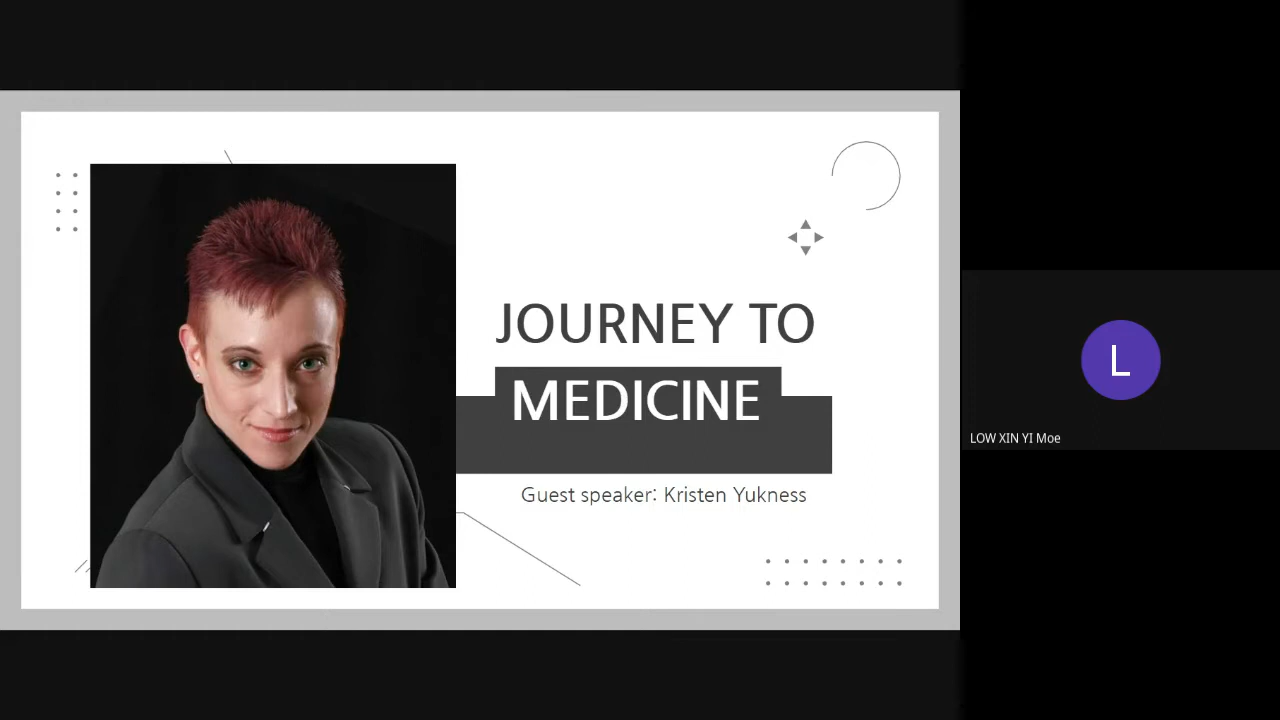 JOURNEY TO
MEDICINE
Guest speaker: Kristen Yukness
L
LOW XIN YI Moe